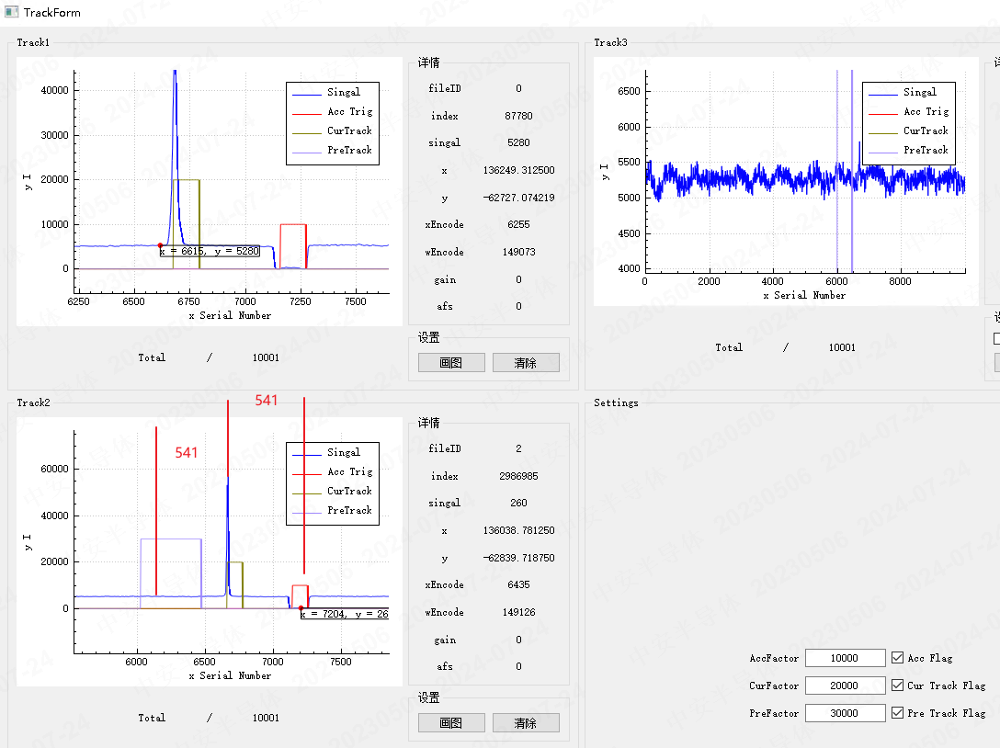 TrackForm
Track1
40000
30000
20000
10000
0
y I
6250
6500
6750
7000
7250
7500
x Serial Number
Singal
Acc Trig
CurTrack
PreTrack
x = 6615, y = 5280
Total / 10001
详情
fileID 0
index 87780
singal 5280
x 136249.312500
y -62727.074219
xEncode 6255
wEncode 149073
gain 0
afs 0
设置
画图 清除
Track3
6500
6000
5500
5000
4500
4000
y I
0
2000
4000
6000
8000
x Serial Number
Singal
Acc Trig
CurTrack
PreTrack
Total / 10001
Track2
541
541
60000
40000
20000
0
y I
6000
6500
7000
7500
x Serial Number
Singal
Acc Trig
CurTrack
PreTrack
x = 7204, y = 26
Total / 10001
详情
fileID 2
index 2986985
singal 260
x 136038.781250
y -62839.718750
xEncode 6435
wEncode 149126
gain 0
afs 0
设置
画图 清除
Settings
AccFactor 10000 Acc Flag
CurFactor 20000 Cur Track Flag
PreFactor 30000 Pre Track Flag